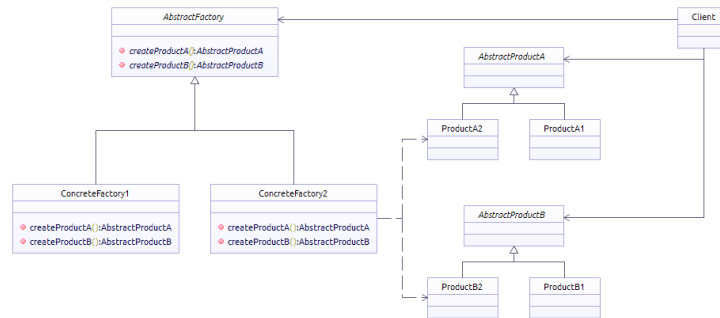 AbstractFactory
createProductA():AbstractProductA
createProductB():AbstractProductB
Client
AbstractProductA
ProductA2
ProductA1
ConcreteFactory1
createProductA():AbstractProductA
createProductB():AbstractProductB
ConcreteFactory2
createProductA():AbstractProductA
createProductB():AbstractProductB
AbstractProductB
ProductB2
ProductB1